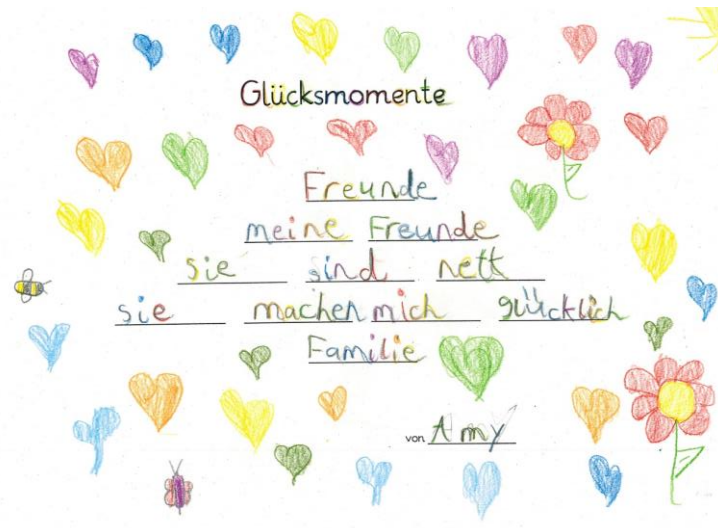 Glücksmomente
Freunde
meine Freunde
sie sind nett
sie machen mich glücklich
Familie
von Amy